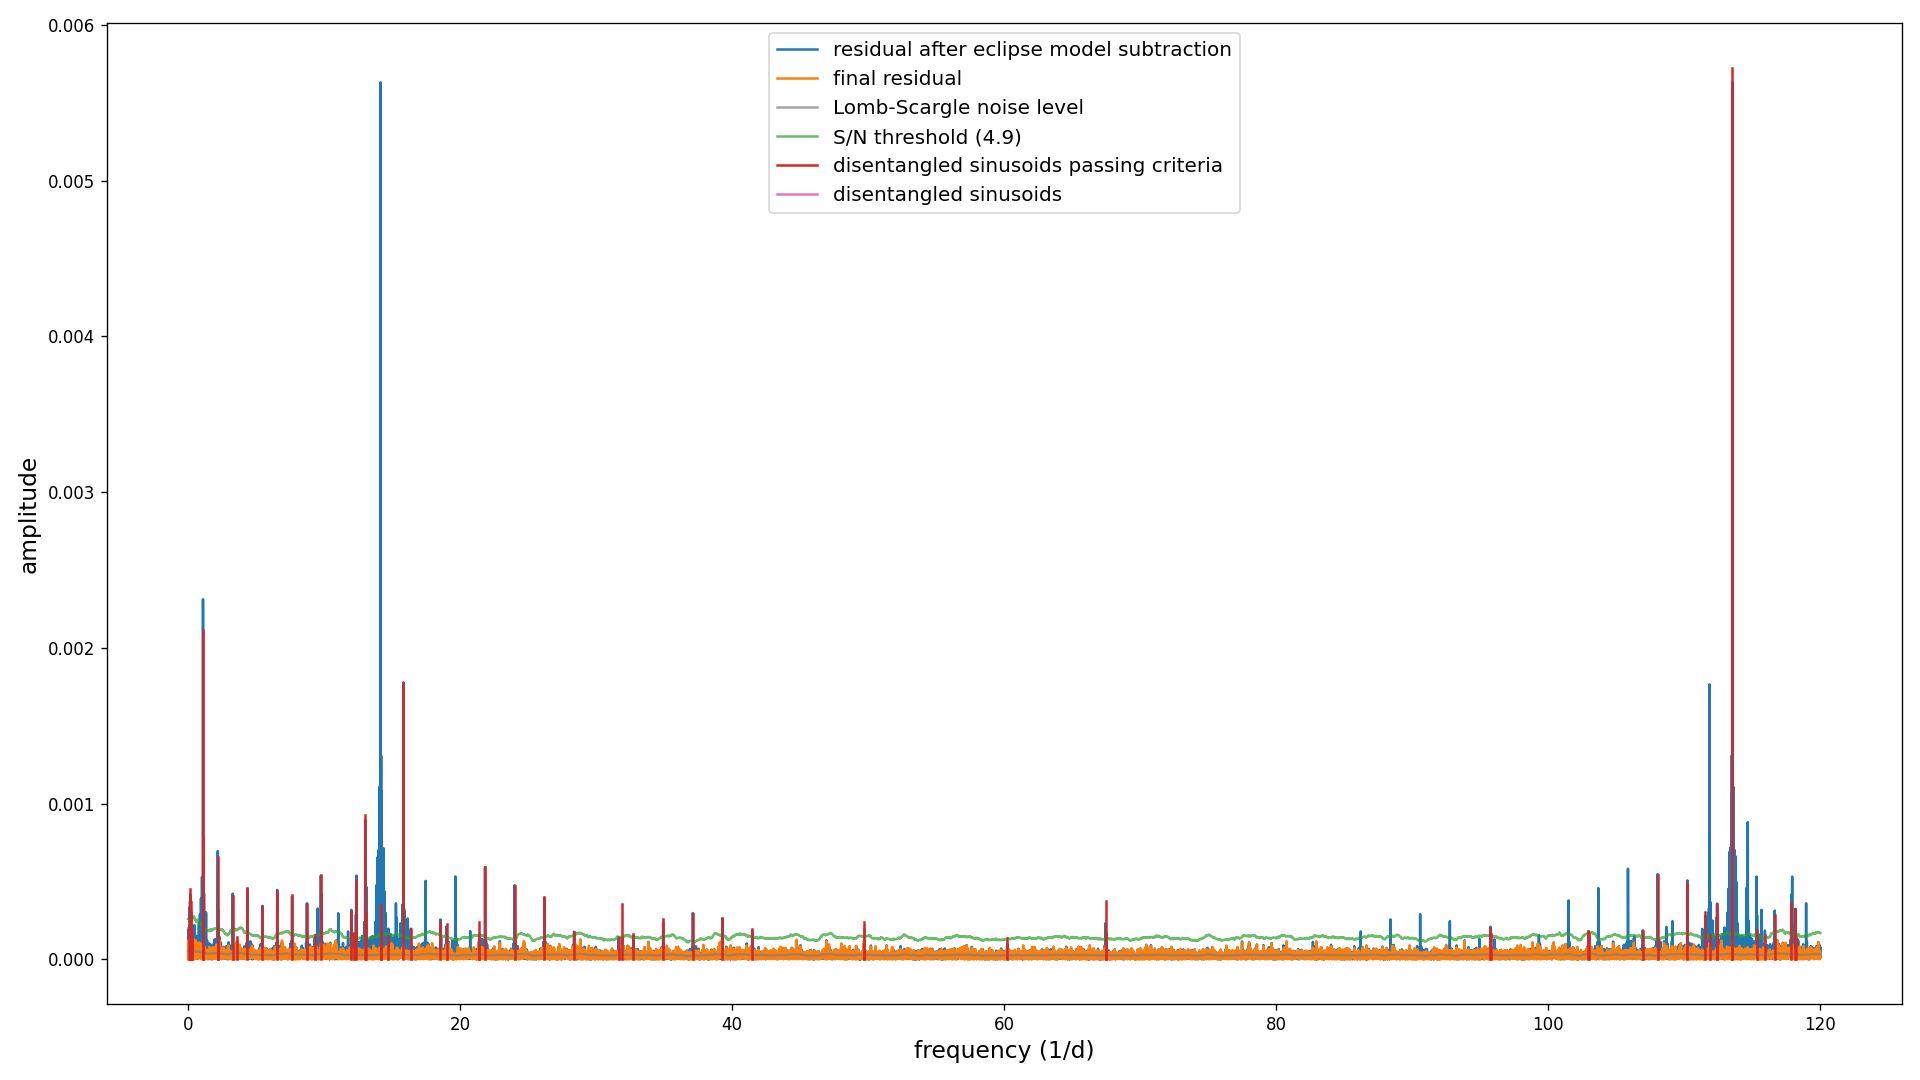 0.006
0.005
0.004
0.003
0.002
0.001
0.000
amplitude
residual after eclipse model subtraction
final residual
Lomb-Scargle noise level
S/N threshold (4.9)
disentangled sinusoids passing criteria
disentangled sinusoids
0 20 40 60 80 100 120
frequency (1/d)